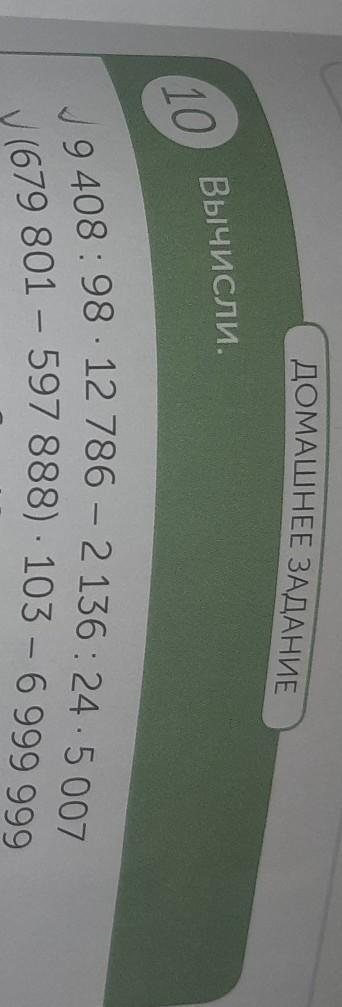 ДОМАШНЕЕ ЗАДАНИЕ
10 Вычисли.
9 408 : 98 · 12 786 − 2 136 : 24 · 5 007
(679 801 − 597 888) · 103 − 6 999 999